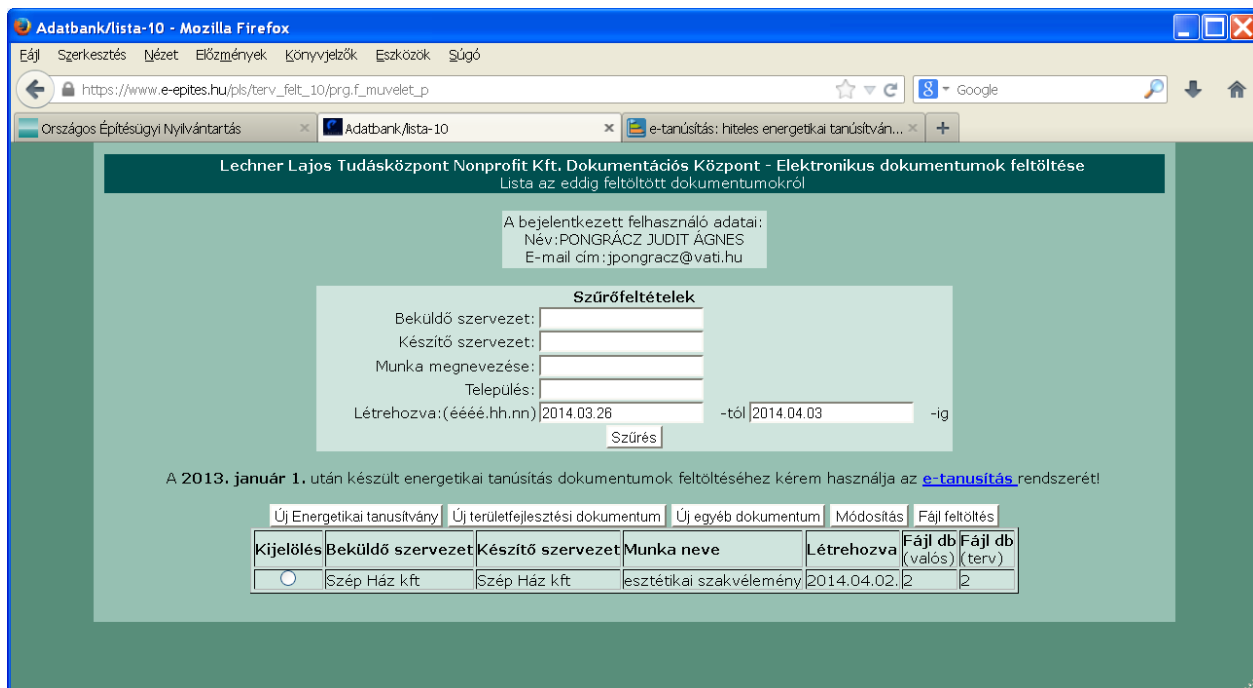 Adatbank/lista-10 - Mozilla Firefox
Fájl Szerkesztés Nézet Előzmények Könyvjelzők Eszközök Súgó
https://www.e-epites.hu/pls/terv_felt_10/prg.f_muvelet_p Google
Országos Építésügyi Nyilvántartás Adatbank/lista-10 e-tanúsítás: hiteles energetikai tanúsítván...
Lechner Lajos Tudásközpont Nonprofit Kft. Dokumentációs Központ - Elektronikus dokumentumok feltöltése
Lista az eddig feltöltött dokumentumokról
A bejelentkezett felhasználó adatai:
Név:PONGRÁCZ JUDIT ÁGNES
E-mail cím:jpongracz@vati.hu
Szűrőfeltételek
Beküldő szervezet:
Készítő szervezet:
Munka megnevezése:
Település:
Létrehozva:(éééé.hh.nn) 2014.03.26 -tól 2014.04.03 -ig
Szűrés
A 2013. január 1. után készült energetikai tanúsítás dokumentumok feltöltéséhez kérem használja az e-tanusítás rendszerét!
Új Energetikai tanusítvány Új területfejlesztési dokumentum Új egyéb dokumentum Módosítás Fájl feltöltés
Kijelölés Beküldő szervezet Készítő szervezet Munka neve Létrehozva Fájl db (valós) Fájl db (terv)
Szép Ház kft Szép Ház kft esztétikai szakvélemény 2014.04.02. 2 2